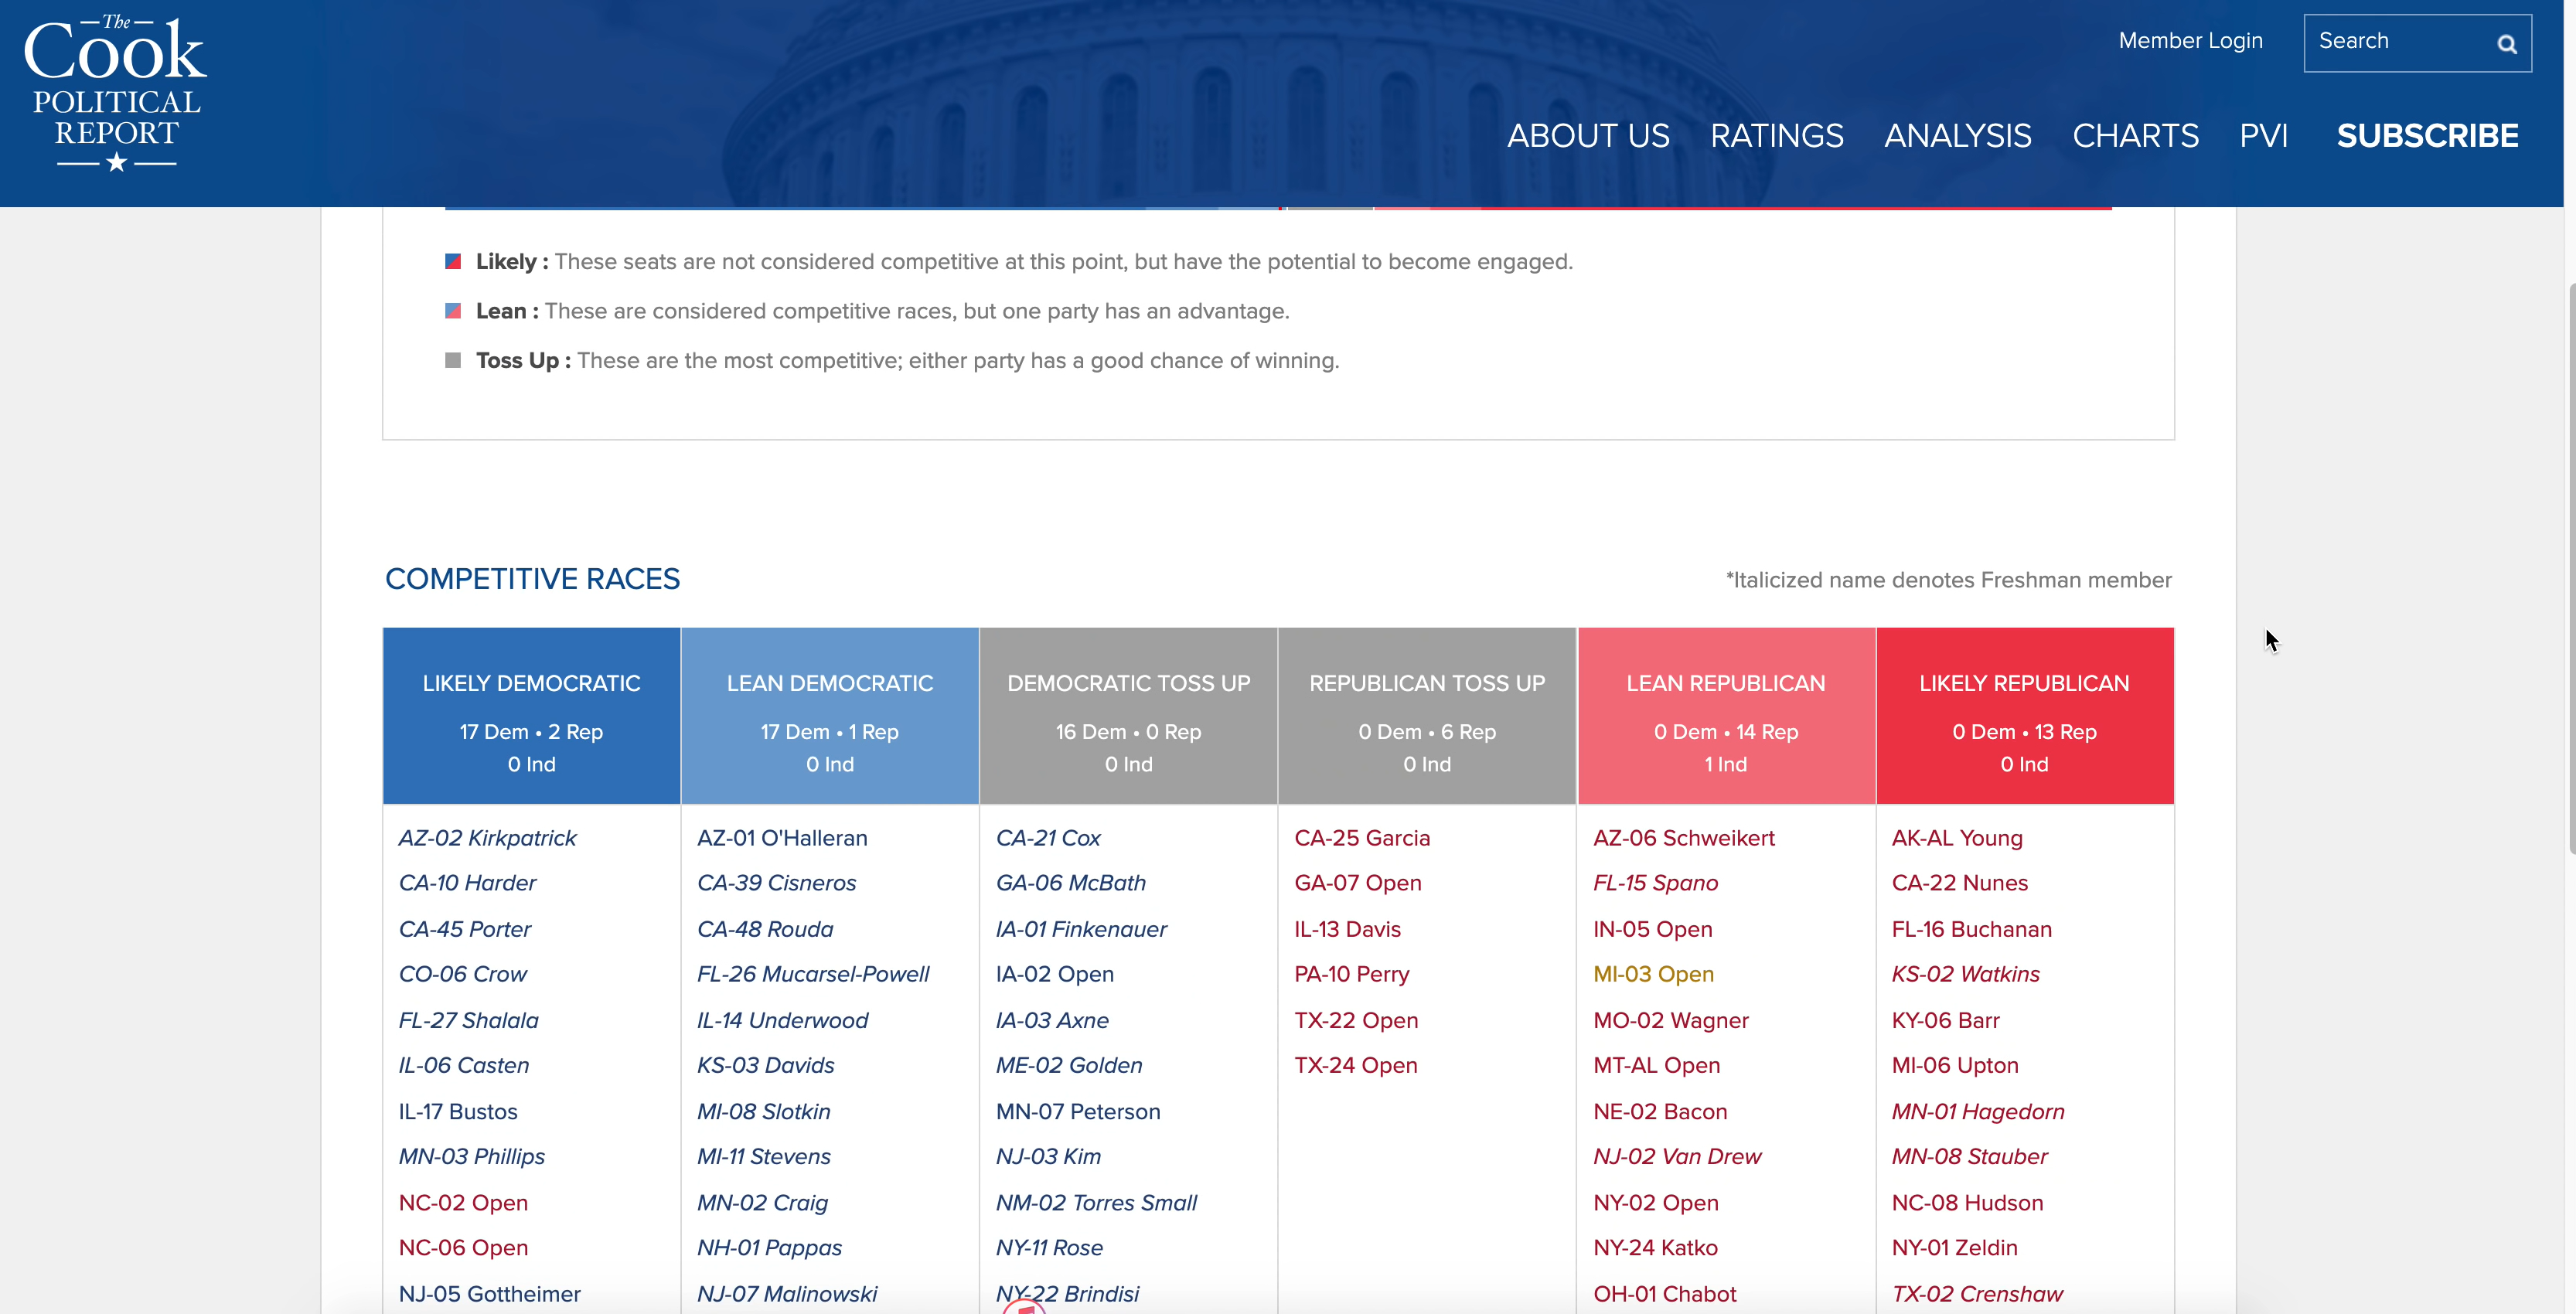 The
Cook
POLITICAL
REPORT
Member Login
Search
ABOUT US RATINGS ANALYSIS CHARTS PVI SUBSCRIBE
Likely : These seats are not considered competitive at this point, but have the potential to become engaged.
Lean : These are considered competitive races, but one party has an advantage.
Toss Up : These are the most competitive; either party has a good chance of winning.
COMPETITIVE RACES
*Italicized name denotes Freshman member
LIKELY DEMOCRATIC
17 Dem • 2 Rep
0 Ind
AZ-02 Kirkpatrick
CA-10 Harder
CA-45 Porter
CO-06 Crow
FL-27 Shalala
IL-06 Casten
IL-17 Bustos
MN-03 Phillips
NC-02 Open
NC-06 Open
NJ-05 Gottheimer
LEAN DEMOCRATIC
17 Dem • 1 Rep
0 Ind
AZ-01 O'Halleran
CA-39 Cisneros
CA-48 Rouda
FL-26 Mucarsel-Powell
IL-14 Underwood
KS-03 Davids
MI-08 Slotkin
MI-11 Stevens
MN-02 Craig
NH-01 Pappas
NJ-07 Malinowski
DEMOCRATIC TOSS UP
16 Dem • 0 Rep
0 Ind
CA-21 Cox
GA-06 McBath
IA-01 Finkenauer
IA-02 Open
IA-03 Axne
ME-02 Golden
MN-07 Peterson
NJ-03 Kim
NM-02 Torres Small
NY-11 Rose
NY-22 Brindisi
REPUBLICAN TOSS UP
0 Dem • 6 Rep
0 Ind
CA-25 Garcia
GA-07 Open
IL-13 Davis
PA-10 Perry
TX-22 Open
TX-24 Open
LEAN REPUBLICAN
0 Dem • 14 Rep
1 Ind
AZ-06 Schweikert
FL-15 Spano
IN-05 Open
MI-03 Open
MO-02 Wagner
MT-AL Open
NE-02 Bacon
NJ-02 Van Drew
NY-02 Open
NY-24 Katko
OH-01 Chabot
LIKELY REPUBLICAN
0 Dem • 13 Rep
0 Ind
AK-AL Young
CA-22 Nunes
FL-16 Buchanan
KS-02 Watkins
KY-06 Barr
MI-06 Upton
MN-01 Hagedorn
MN-08 Stauber
NC-08 Hudson
NY-01 Zeldin
TX-02 Crenshaw